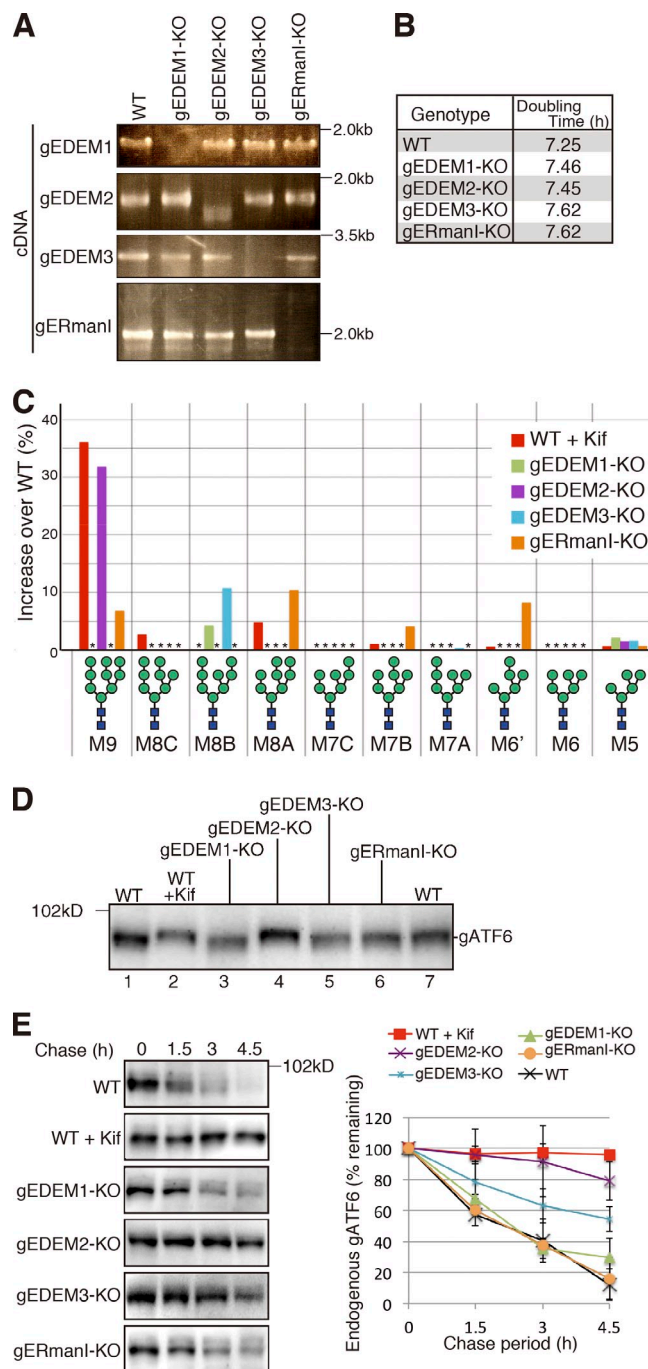 A
WT
gEDEM1-KO
gEDEM2-KO
gEDEM3-KO
gERmanI-KO
cDNA
gEDEM1
2.0kb
gEDEM2
2.0kb
gEDEM3
3.5kb
gERmanI
2.0kb
B
Genotype Doubling Time (h)
WT 7.25
gEDEM1-KO 7.46
gEDEM2-KO 7.45
gEDEM3-KO 7.62
gERmanI-KO 7.62
C
Increase over WT (%)
40
30
20
10
0
WT + Kif
gEDEM1-KO
gEDEM2-KO
gEDEM3-KO
gERmanI-KO
* * * * * * * * * * * * * * * * * * * * * * * * * * * * * * * * *
M9 M8C M8B M8A M7C M7B M7A M6' M6 M5
D
gEDEM3-KO
gEDEM2-KO
gEDEM1-KO
gERmanI-KO
WT
WT +Kif
WT
102kD
gATF6
1 2 3 4 5 6 7
E
Chase (h) 0 1.5 3 4.5
102kD
WT
WT + Kif
gEDEM1-KO
gEDEM2-KO
gEDEM3-KO
gERmanI-KO
WT + Kif
gEDEM1-KO
gEDEM2-KO
gERmanI-KO
gEDEM3-KO
WT
Endogenous gATF6 (% remaining)
120
100
80
60
40
20
0
0 1.5 3 4.5
Chase period (h)